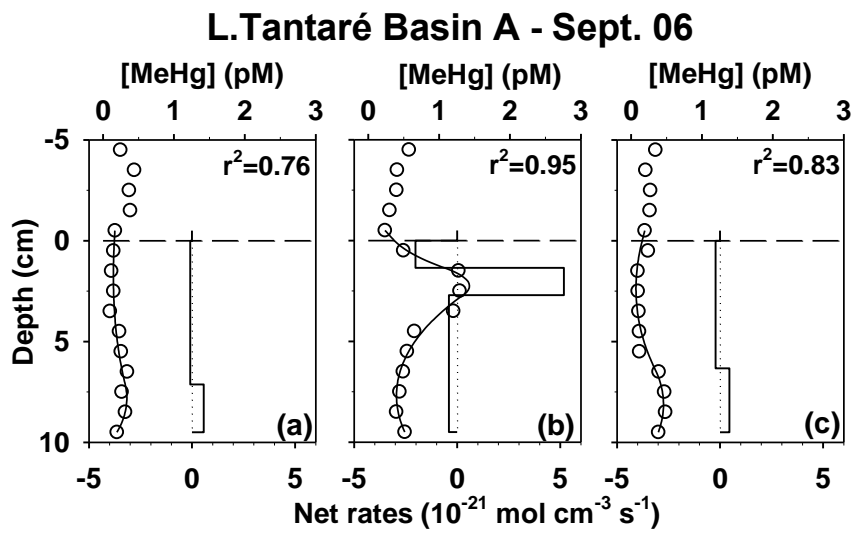 L.Tantaré Basin A - Sept. 06
[MeHg] (pM) [MeHg] (pM) [MeHg] (pM)
0 1 2 3 0 1 2 3 0 1 2 3
-5
r²=0.76 r²=0.95 r²=0.83
0
Depth (cm)
5
(a) (b) (c)
10
-5 0 5 -5 0 5 -5 0 5
Net rates (10⁻²¹ mol cm⁻³ s⁻¹)